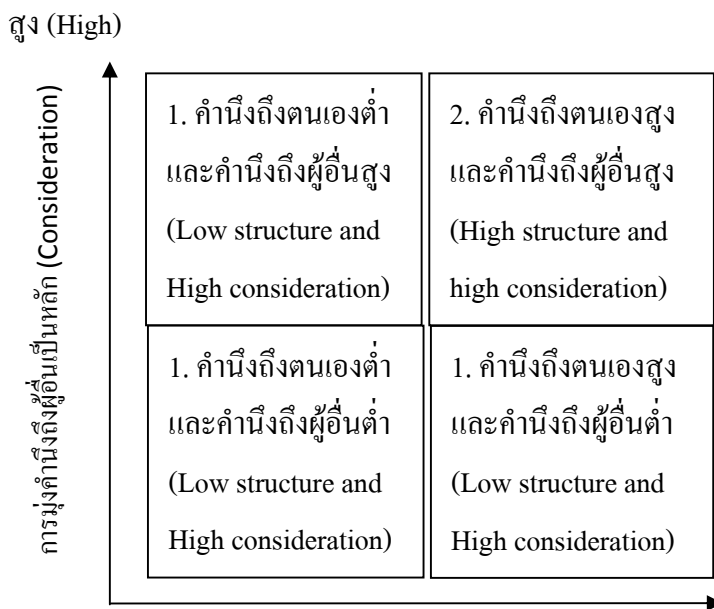 สูง (High)
การมุ่งคำนึงถึงผู้อื่นเป็นหลัก (Consideration)
1. คำนึงถึงตนเองต่ำ
และคำนึงถึงผู้อื่นสูง
(Low structure and
High consideration)
2. คำนึงถึงตนเองสูง
และคำนึงถึงผู้อื่นสูง
(High structure and
high consideration)
1. คำนึงถึงตนเองต่ำ
และคำนึงถึงผู้อื่นต่ำ
(Low structure and
High consideration)
1. คำนึงถึงตนเองสูง
และคำนึงถึงผู้อื่นต่ำ
(Low structure and
High consideration)